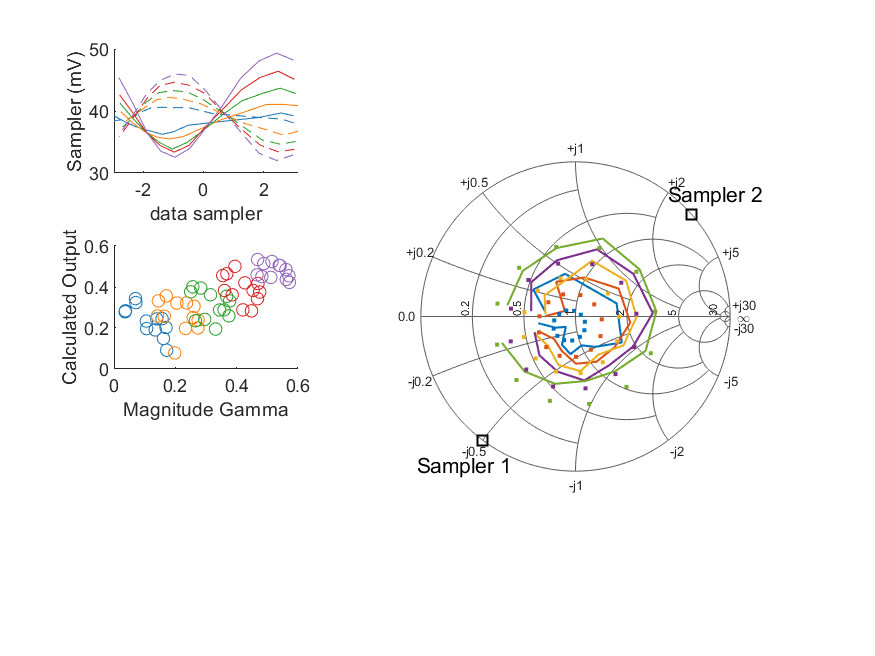 50
40
30
Sampler (mV)
-2 0 2
data sampler
0.6
0.4
0.2
0
Calculated Output
0 0.2 0.4 0.6
Magnitude Gamma
+j1
+j0.5
+j2
Sampler 2
+j0.2
+j5
0.0
0.2
0.5
1
2
5
30
+j30
∞
-j30
-j0.2
-j5
-j0.5
-j2
Sampler 1
-j1